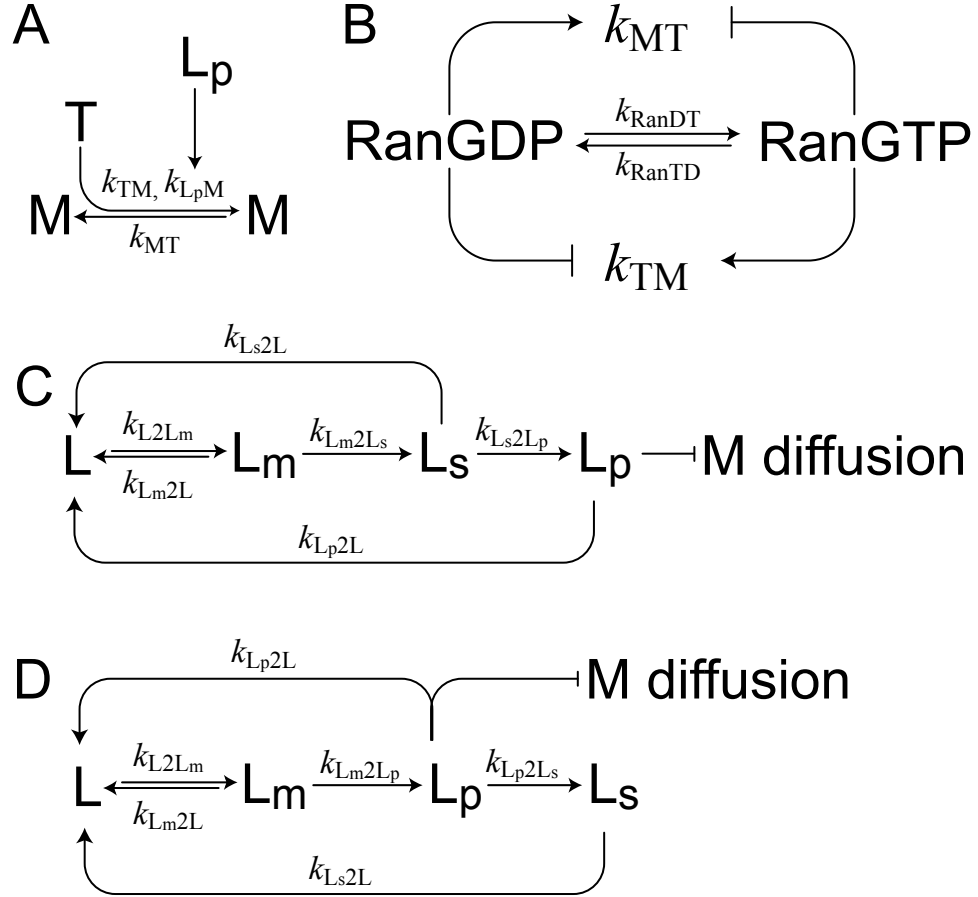 A
L_p
T
k_TM, k_LpM
M M
k_MT
B
k_MT
RanGDP k_RanDT RanGTP
k_RanTD
k_TM
C
k_Ls2L
k_L2Lm k_Lm2Ls k_Ls2Lp
L L_m L_s L_p M diffusion
k_Lm2L
k_Lp2L
D
k_Lp2L M diffusion
k_L2Lm k_Lm2Lp k_Lp2Ls
L L_m L_p L_s
k_Lm2L
k_Ls2L